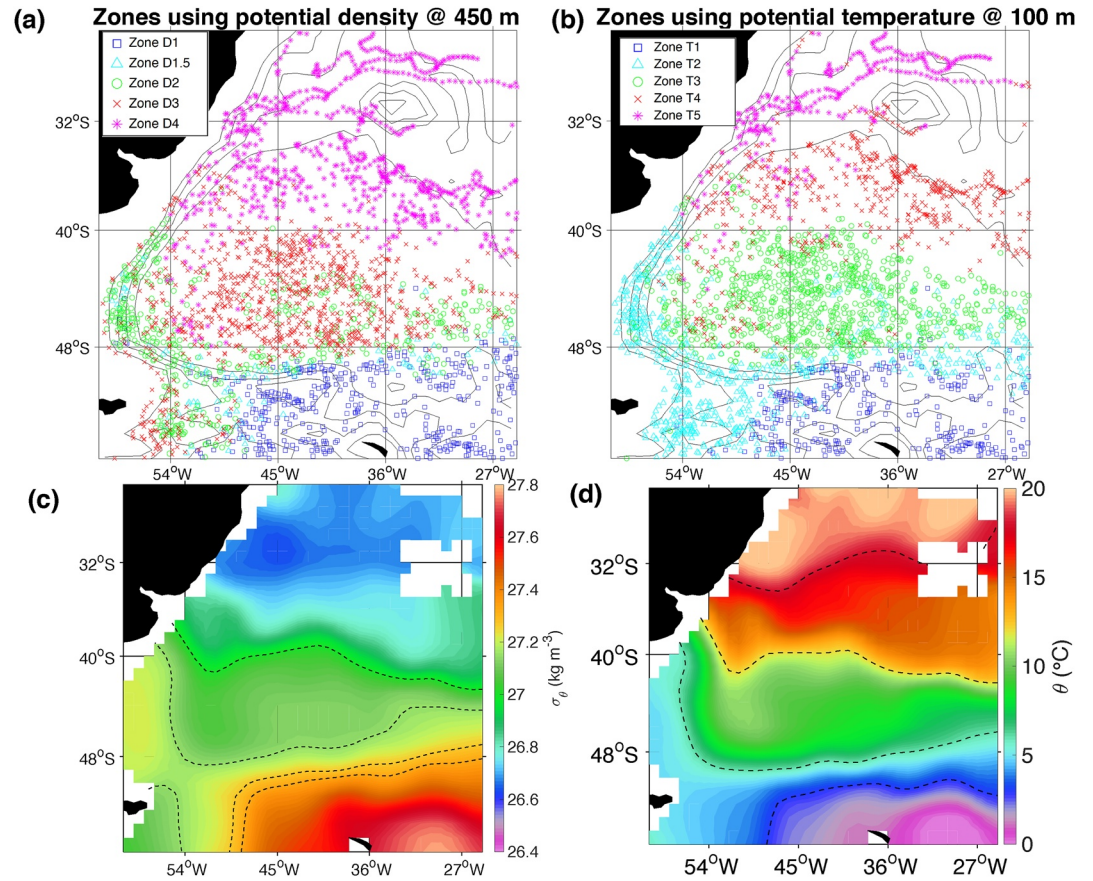 (a) Zones using potential density @ 450 m
Zone D1
Zone D1.5
Zone D2
Zone D3
Zone D4
32°S
40°S
48°S
54°W
45°W
36°W
27°W
(b) Zones using potential temperature @ 100 m
Zone T1
Zone T2
Zone T3
Zone T4
Zone T5
32°S
40°S
48°S
54°W
45°W
36°W
27°W
(c)
32°S
40°S
48°S
54°W
45°W
36°W
27°W
27.8
27.6
27.4
27.2
27
26.8
26.6
26.4
σθ (kg m⁻³)
(d)
32°S
40°S
48°S
54°W
45°W
36°W
27°W
20
15
10
5
0
θ (°C)